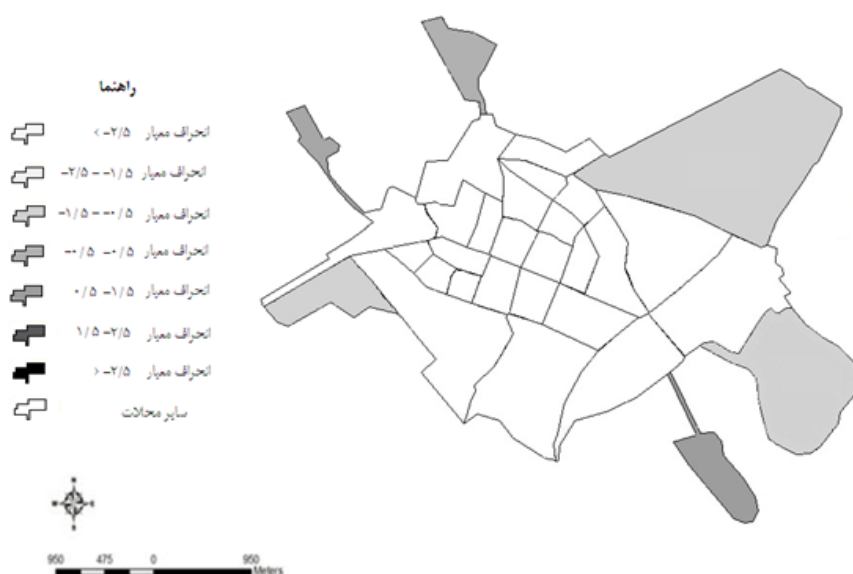 راهنما
انحراف معیار < -۲/۵
انحراف معیار -۲/۵ - -۱/۵
انحراف معیار -۱/۵ - -۰/۵
انحراف معیار -۰/۵ -۰/۵
انحراف معیار ۰/۵ -۱/۵
انحراف معیار ۱/۵ -۲/۵
انحراف معیار > -۲/۵
سایر محلات
N
W E
S
950 475 0 950
Meters